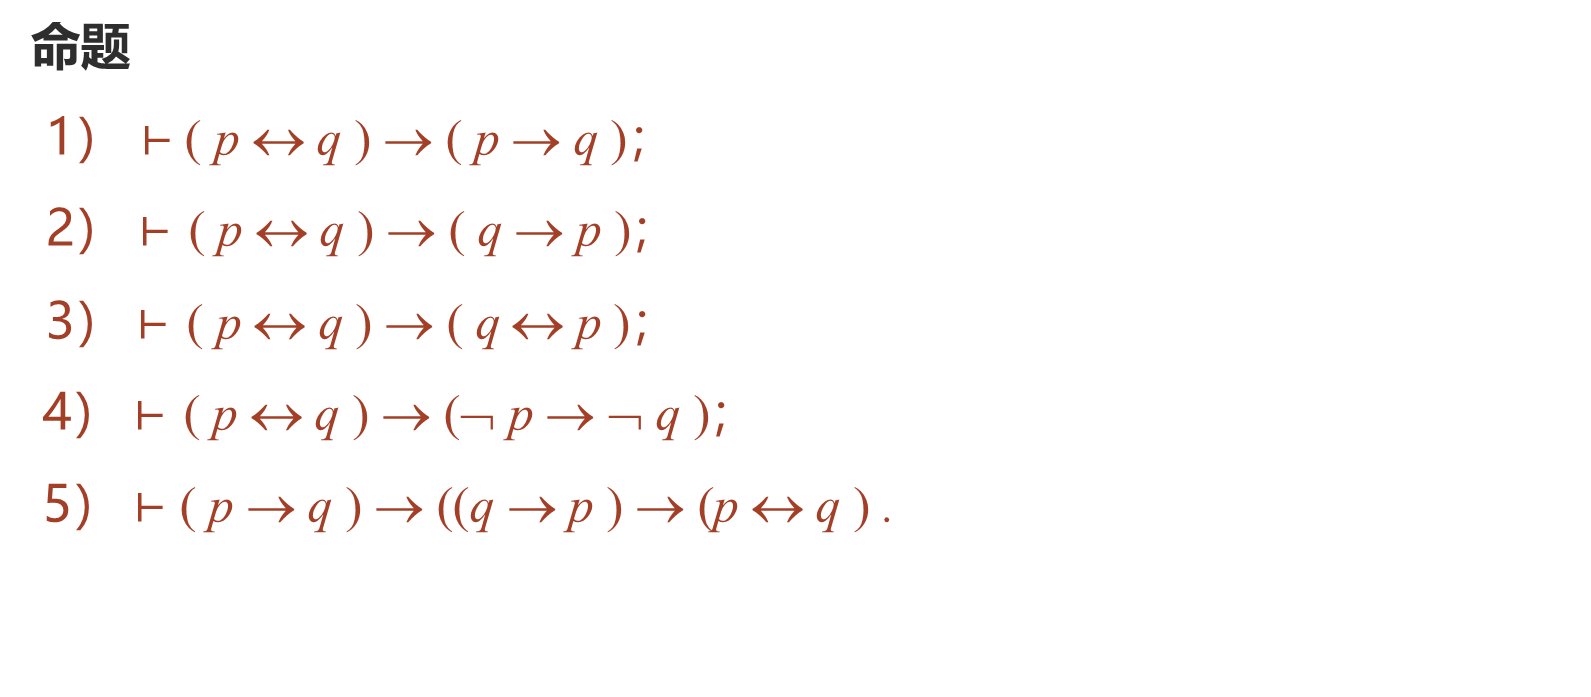 命题
1) ⊢ ( p ↔ q ) → ( p → q );
2) ⊢ ( p ↔ q ) → ( q → p );
3) ⊢ ( p ↔ q ) → ( q ↔ p );
4) ⊢ ( p ↔ q ) → (¬ p → ¬ q );
5) ⊢ ( p → q ) → ((q → p ) → (p ↔ q ) .